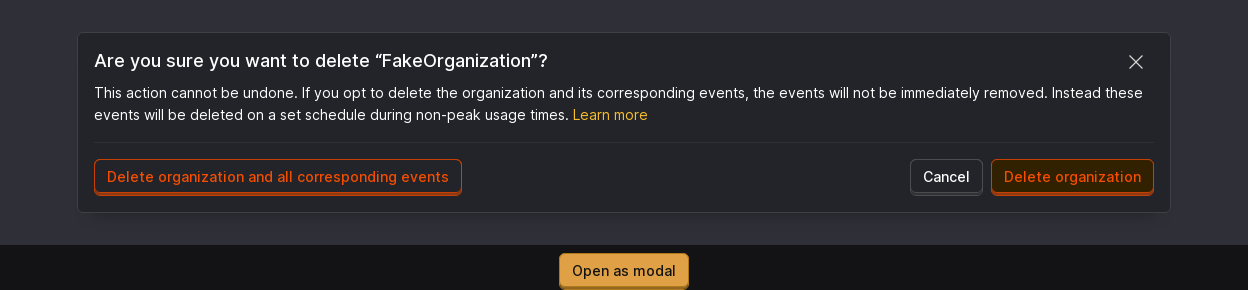 Are you sure you want to delete “FakeOrganization”?
This action cannot be undone. If you opt to delete the organization and its corresponding events, the events will not be immediately removed. Instead these
events will be deleted on a set schedule during non-peak usage times. Learn more
Delete organization and all corresponding events
Cancel
Delete organization
Open as modal